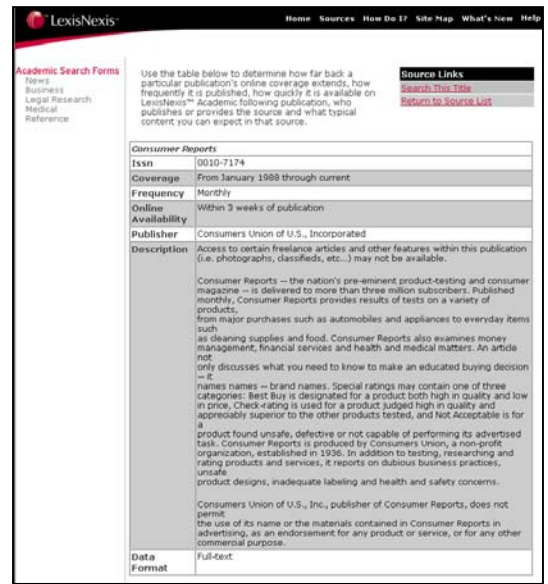 LexisNexis™
Home Sources How Do I? Site Map What's New Help
Academic Search Forms
News
Business
Legal Research
Medical
Reference
Use the table below to determine how far back a
particular publication's online coverage extends, how
frequently it is published, how quickly it is available on
LexisNexis™ Academic following publication, who
publishes or provides the source and what typical
content you can expect in that source.
Source Links
Search This Title
Return to Source List
Consumer Reports
Issn 0010-7174
Coverage From January 1988 through current
Frequency Monthly
Online Within 3 weeks of publication
Availability
Publisher Consumers Union of U.S., Incorporated
Description Access to certain freelance articles and other features within this publication
(i.e. photographs, classifieds, etc...) may not be available.
Consumer Reports -- the nation's pre-eminent product-testing and consumer
magazine -- is delivered to more than three million subscribers. Published
monthly, Consumer Reports provides results of tests on a variety of
products,
from major purchases such as automobiles and appliances to everyday items
such
as cleaning supplies and food. Consumer Reports also examines money
management, financial services and health and medical matters. An article
not
only discusses what you need to know to make an educated buying decision
-- it
names names -- brand names. Special ratings may contain one of three
categories: Best Buy is designated for a product both high in quality and low
in price, Check-rating is used for a product judged high in quality and
appreciably superior to the other products tested, and Not Acceptable is for
a
product found unsafe, defective or not capable of performing its advertised
task. Consumer Reports is produced by Consumers Union, a non-profit
organization, established in 1936. In addition to testing, researching and
rating products and services, it reports on dubious business practices,
unsafe
product designs, inadequate labeling and health and safety concerns.
Consumers Union of U.S., Inc., publisher of Consumer Reports, does not
permit
the use of its name or the materials contained in Consumer Reports in
advertising, as an endorsement for any product or service, or for any other
commercial purpose.
Data Full-text
Format